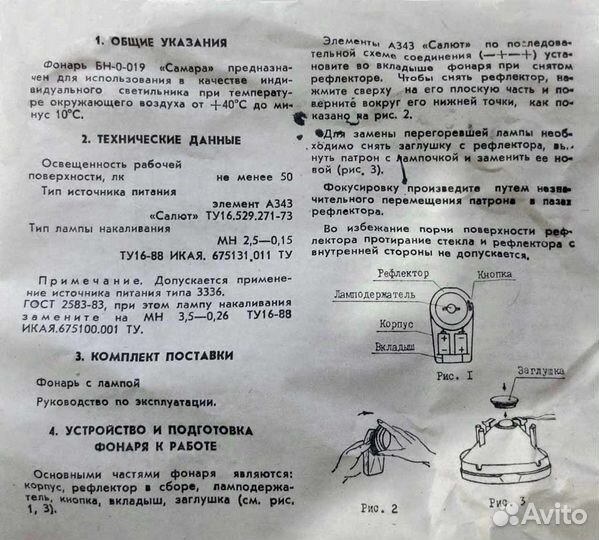 1. ОБЩИЕ УКАЗАНИЯ
Фонарь БН-0-019 «Самара» предназна-
чен для использования в качестве инди-
видуального светильника при температу-
ре окружающего воздуха от +40°С до ми-
нус 10°С.
2. ТЕХНИЧЕСКИЕ ДАННЫЕ
Освещенность рабочей
поверхности, лк не менее 50
Тип источника питания
элемент А343
«Салют» ТУ16.529.271-73
Тип лампы накаливания
МН 2,5—0,15
ТУ16-88 ИКАЯ. 675131,011 ТУ
Примечание. Допускается примене-
ние источника питания типа 3336.
ГОСТ 2583-83, при этом лампу накаливания
замените на МН 3,5—0,26 ТУ16-88
ИКАЯ.675100.001 ТУ.
3. КОМПЛЕКТ ПОСТАВКИ
Фонарь с лампой
Руководство по эксплуатации.
4. УСТРОЙСТВО И ПОДГОТОВКА
ФОНАРЯ К РАБОТЕ
Основными частями фонаря являются:
корпус, рефлектор в сборе, ламподержа-
тель, кнопка, вкладыш, заглушка (см. рис.
1, 3).
Элементы А343 «Салют» по последова-
тельной схеме соединения (—+—+) уста-
новите во вкладыше фонаря при снятом
рефлекторе. Чтобы снять рефлектор, на-
жмите сверху на его плоскую часть и по-
верните вокруг его нижней точки, как по-
казано на рис. 2.
Для замены перегоревшей лампы необ-
ходимо снять заглушку с рефлектора, вы-
нуть патрон с лампочкой и заменить ее но-
вой (рис. 3).
Фокусировку произведите путем незна-
чительного перемещения патрона в пазах
рефлектора.
Во избежание порчи поверхности реф-
лектора протирание стекла и рефлектора с
внутренней стороны не допускается.
Рефлектор
Кнопка
Ламподержатель
Корпус
Вкладыш
Рис. 1
Заглушка
Рис. 2
Рис. 3
Avito